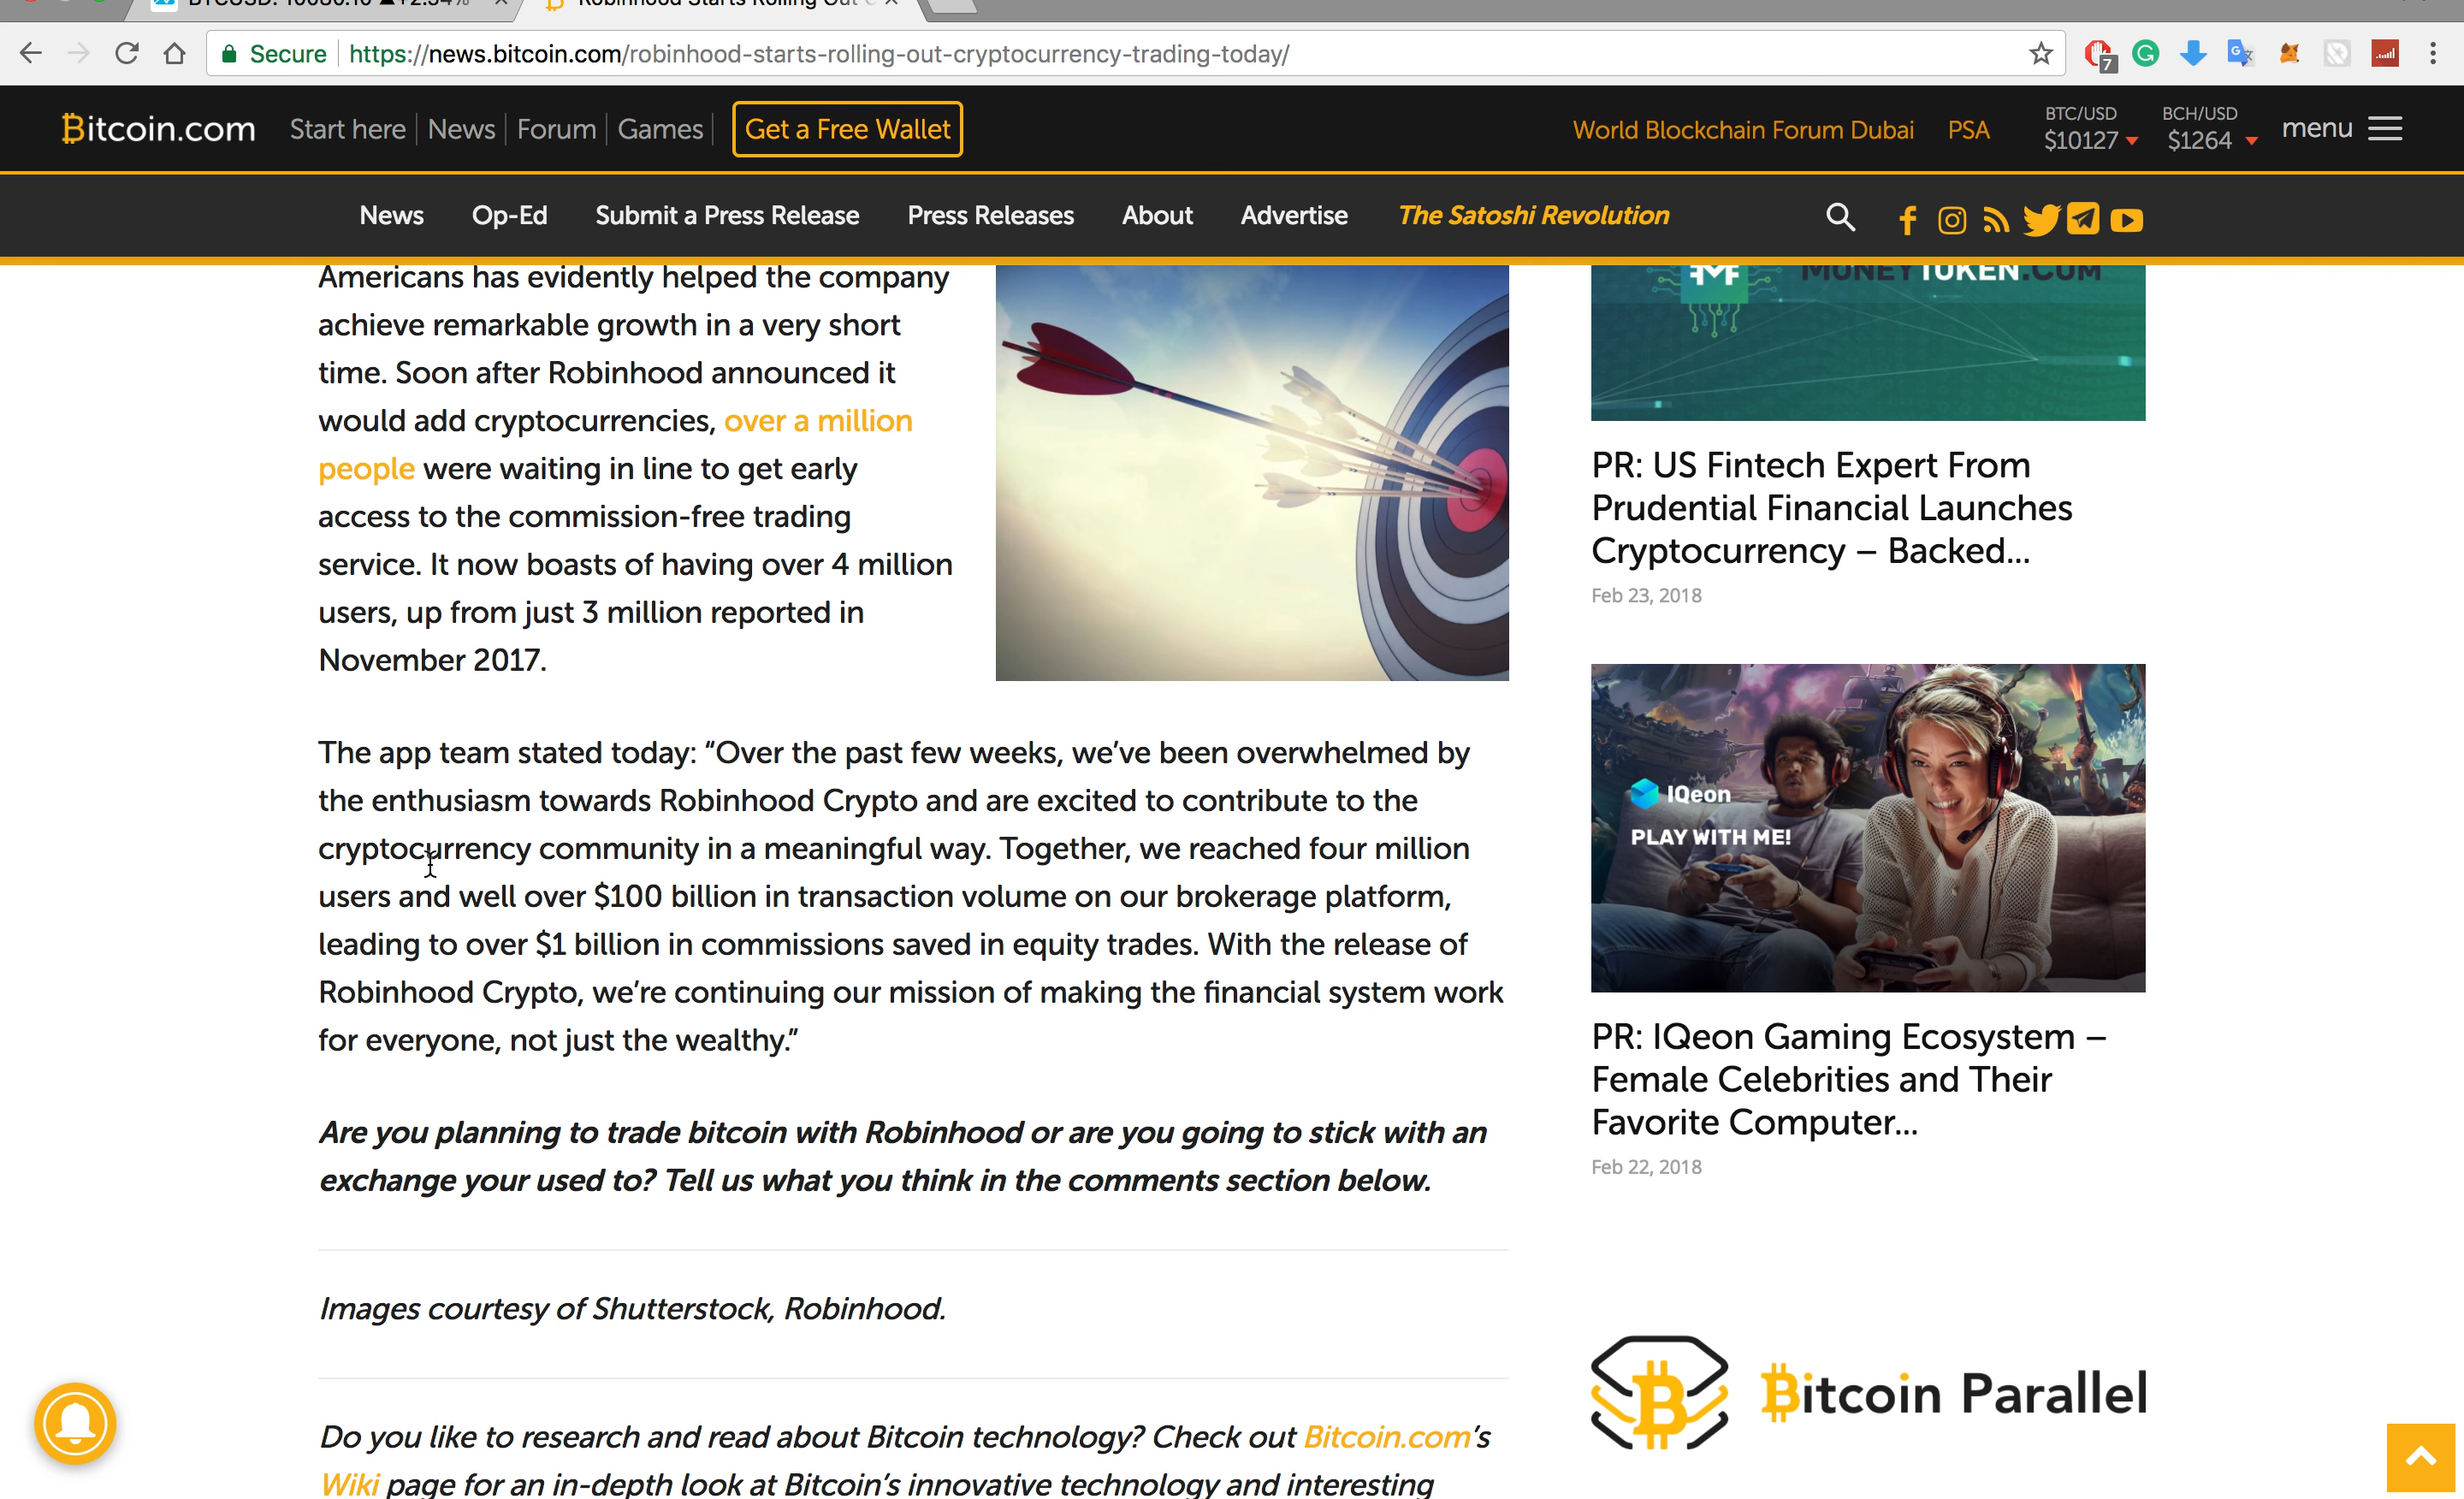 BTCUSD: 10080.10 ▲+2.34%
Robinhood Starts Rolling Out
Secure https://news.bitcoin.com/robinhood-starts-rolling-out-cryptocurrency-trading-today/
7
Bitcoin.com Start here News Forum Games Get a Free Wallet World Blockchain Forum Dubai PSA BTC/USD $10127 BCH/USD $1264 menu
News Op-Ed Submit a Press Release Press Releases About Advertise The Satoshi Revolution
Americans has evidently helped the company
achieve remarkable growth in a very short
time. Soon after Robinhood announced it
would add cryptocurrencies, over a million
people were waiting in line to get early
access to the commission-free trading
service. It now boasts of having over 4 million
users, up from just 3 million reported in
November 2017.
The app team stated today: “Over the past few weeks, we’ve been overwhelmed by
the enthusiasm towards Robinhood Crypto and are excited to contribute to the
cryptocurrency community in a meaningful way. Together, we reached four million
users and well over $100 billion in transaction volume on our brokerage platform,
leading to over $1 billion in commissions saved in equity trades. With the release of
Robinhood Crypto, we’re continuing our mission of making the financial system work
for everyone, not just the wealthy.”
Are you planning to trade bitcoin with Robinhood or are you going to stick with an
exchange your used to? Tell us what you think in the comments section below.
Images courtesy of Shutterstock, Robinhood.
Do you like to research and read about Bitcoin technology? Check out Bitcoin.com’s
Wiki page for an in-depth look at Bitcoin’s innovative technology and interesting
MONEYTOKEN.COM
PR: US Fintech Expert From
Prudential Financial Launches
Cryptocurrency – Backed...
Feb 23, 2018
IQeon
PLAY WITH ME!
PR: IQeon Gaming Ecosystem –
Female Celebrities and Their
Favorite Computer...
Feb 22, 2018
Bitcoin Parallel